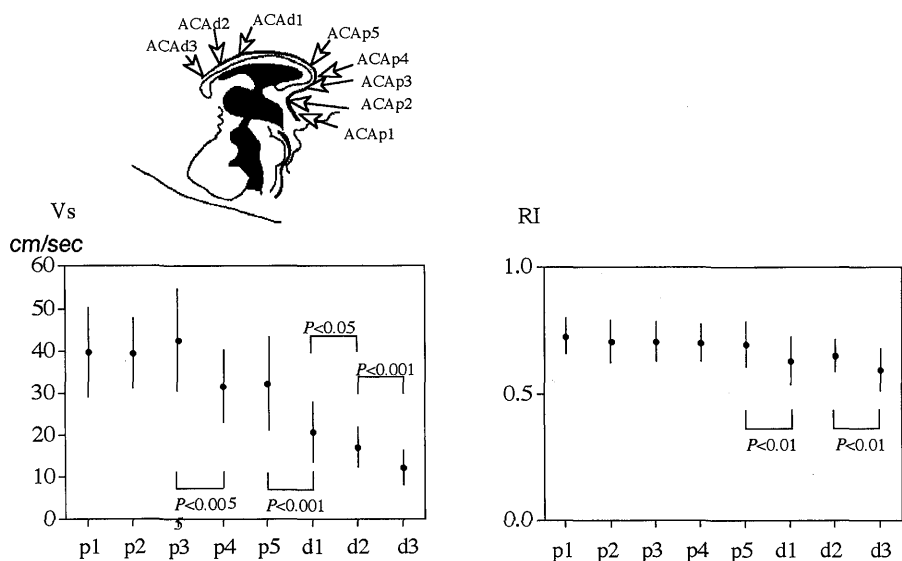 ACAd1
ACAd2
ACAp5
ACAd3
ACAp4
ACAp3
ACAp2
ACAp1
Vs
RI
cm/sec
60
50
40
30
20
10
0
P<0.05
P<0.001
P<0.005
P<0.001
5
p1 p2 p3 p4 p5 d1 d2 d3
1.0
0.5
0.0
P<0.01 P<0.01
p1 p2 p3 p4 p5 d1 d2 d3